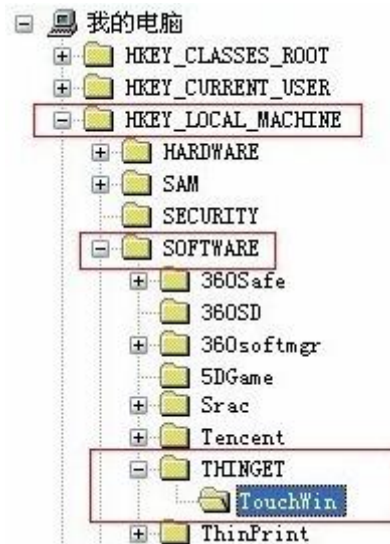 我的电脑
HKEY_CLASSES_ROOT
HKEY_CURRENT_USER
HKEY_LOCAL_MACHINE
HARDWARE
SAM
SECURITY
SOFTWARE
360Safe
360SD
360softmgr
5DGame
Srac
Tencent
THINGET
TouchWin
ThinPrint